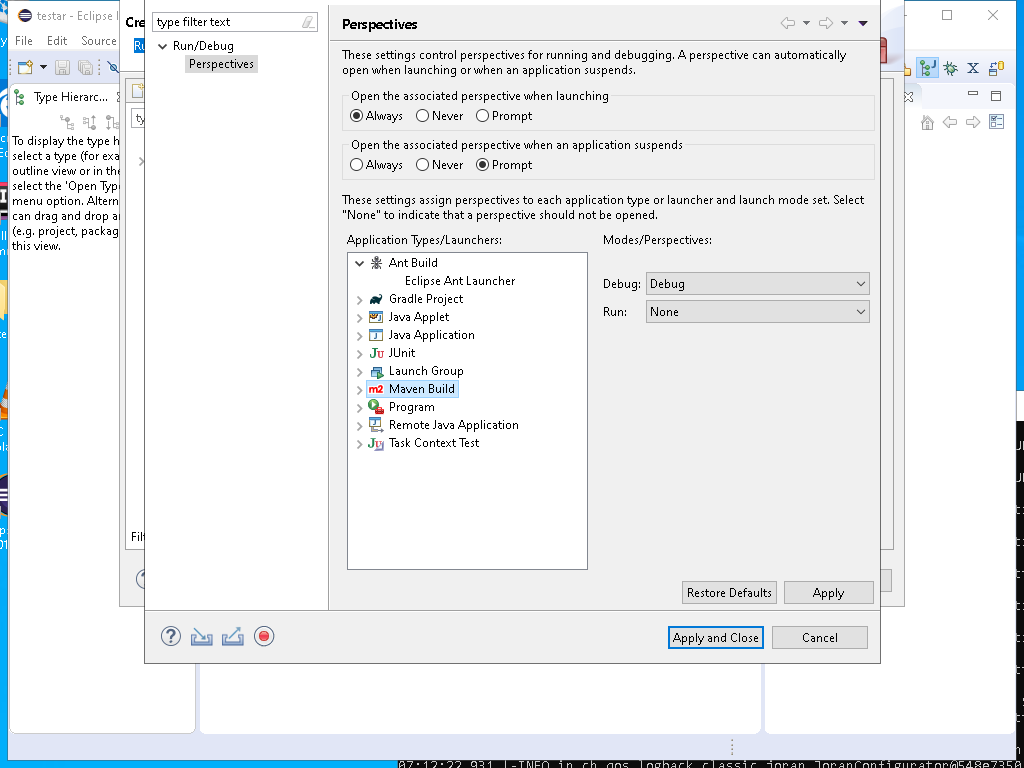 testar - Eclipse I
File
Edit
Source
Cre
Ru
Type Hierarc...
To display the type h
select a type (for exa
outline view or in the
select the 'Open Type
menu option. Altern
can drag and drop a
(e.g. project, packag
this view.
ty
Filt
type filter text
Run/Debug
Perspectives
Perspectives
These settings control perspectives for running and debugging. A perspective can automatically
open when launching or when an application suspends.
Open the associated perspective when launching
Always
Never
Prompt
Open the associated perspective when an application suspends
Always
Never
Prompt
These settings assign perspectives to each application type or launcher and launch mode set. Select
"None" to indicate that a perspective should not be opened.
Application Types/Launchers:
Modes/Perspectives:
Ant Build
Eclipse Ant Launcher
Gradle Project
Java Applet
Java Application
Ju JUnit
Launch Group
m2 Maven Build
Program
Remote Java Application
Task Context Test
Debug: Debug
Run: None
Restore Defaults
Apply
Apply and Close
Cancel
07:12:22,931 |-INFO in ch.qos.logback.classic.joran.JoranConfigurator@548e7350